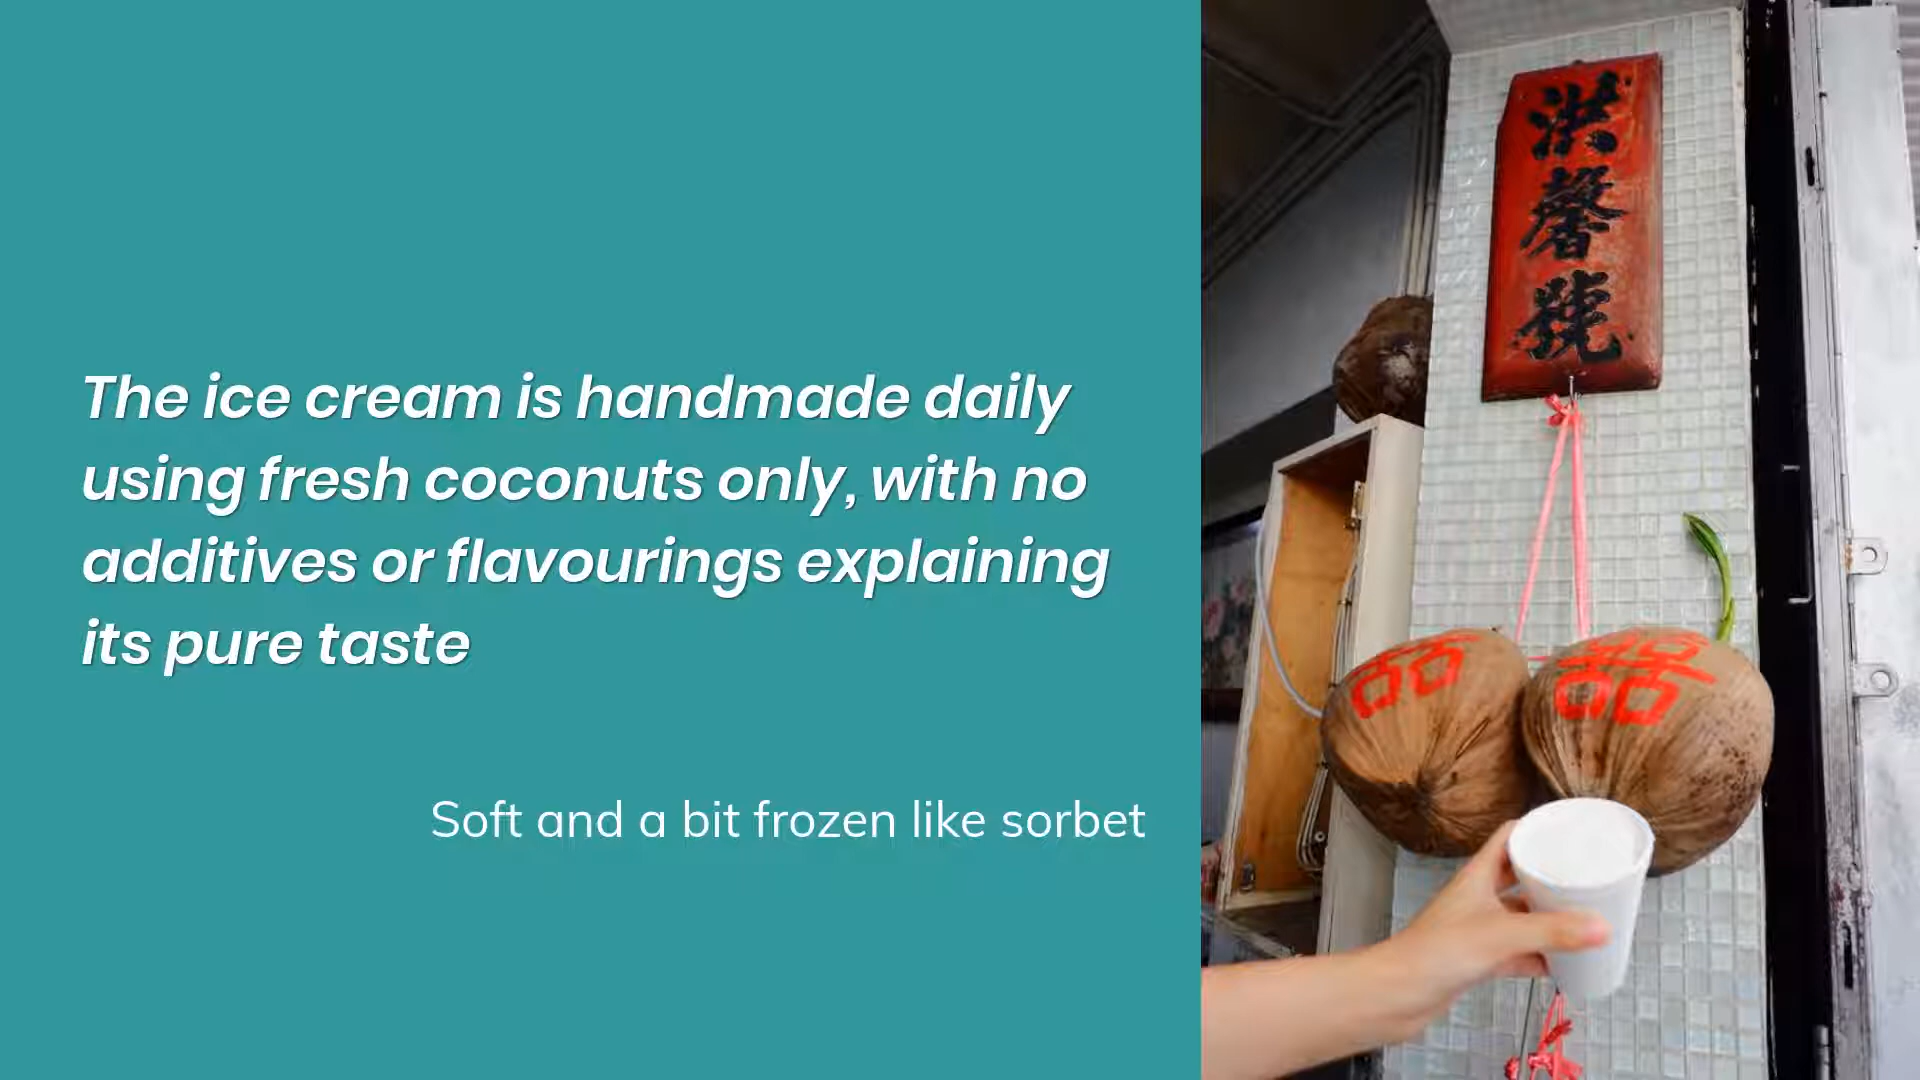 The ice cream is handmade daily
using fresh coconuts only, with no
additives or flavourings explaining
its pure taste
Soft and a bit frozen like sorbet
洪馨號
囍